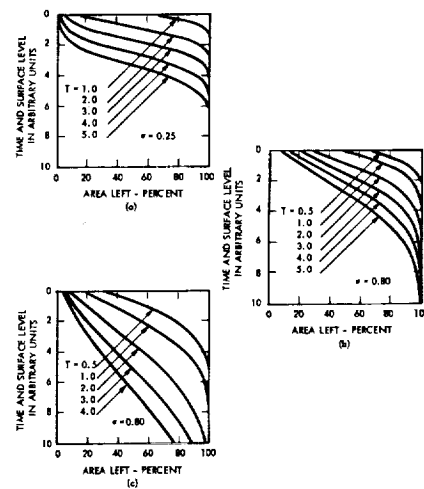 TIME AND SURFACE LEVEL
IN ARBITRARY UNITS
0
2
4
6
8
10
T = 1.0
2.0
3.0
4.0
5.0
σ = 0.25
0 20 40 60 80 100
AREA LEFT - PERCENT
(a)
TIME AND SURFACE LEVEL
IN ARBITRARY UNITS
0
2
4
6
8
10
T = 0.5
1.0
2.0
3.0
4.0
5.0
σ = 0.80
0 20 40 60 80 100
AREA LEFT - PERCENT
(b)
TIME AND SURFACE LEVEL
IN ARBITRARY UNITS
0
2
4
6
8
10
T = 0.5
1.0
2.0
3.0
4.0
σ = 0.80
0 20 40 60 80 100
AREA LEFT - PERCENT
(c)